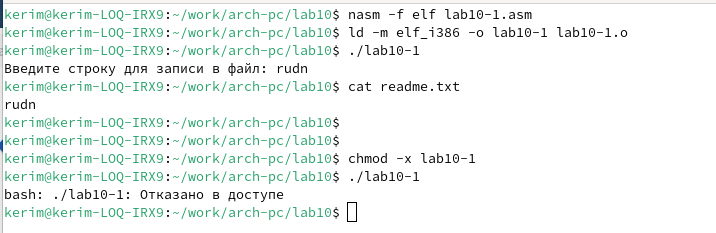 kerim@kerim-LOQ-IRX9:~/work/arch-pc/lab10$ nasm -f elf lab10-1.asm
kerim@kerim-LOQ-IRX9:~/work/arch-pc/lab10$ ld -m elf_i386 -o lab10-1 lab10-1.o
kerim@kerim-LOQ-IRX9:~/work/arch-pc/lab10$ ./lab10-1
Введите строку для записи в файл: rudn
kerim@kerim-LOQ-IRX9:~/work/arch-pc/lab10$ cat readme.txt
rudn
kerim@kerim-LOQ-IRX9:~/work/arch-pc/lab10$
kerim@kerim-LOQ-IRX9:~/work/arch-pc/lab10$
kerim@kerim-LOQ-IRX9:~/work/arch-pc/lab10$ chmod -x lab10-1
kerim@kerim-LOQ-IRX9:~/work/arch-pc/lab10$ ./lab10-1
bash: ./lab10-1: Отказано в доступе
kerim@kerim-LOQ-IRX9:~/work/arch-pc/lab10$